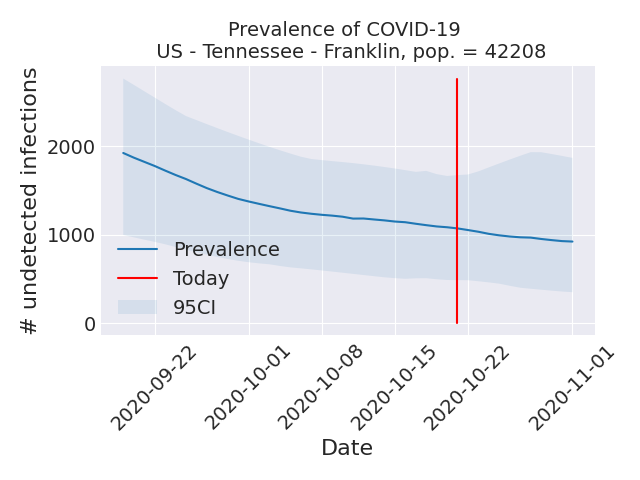 Prevalence of COVID-19
US - Tennessee - Franklin, pop. = 42208
# undetected infections
2000
1000
0
Prevalence
Today
95CI
2020-09-22
2020-10-01
2020-10-08
2020-10-15
2020-10-22
2020-11-01
Date